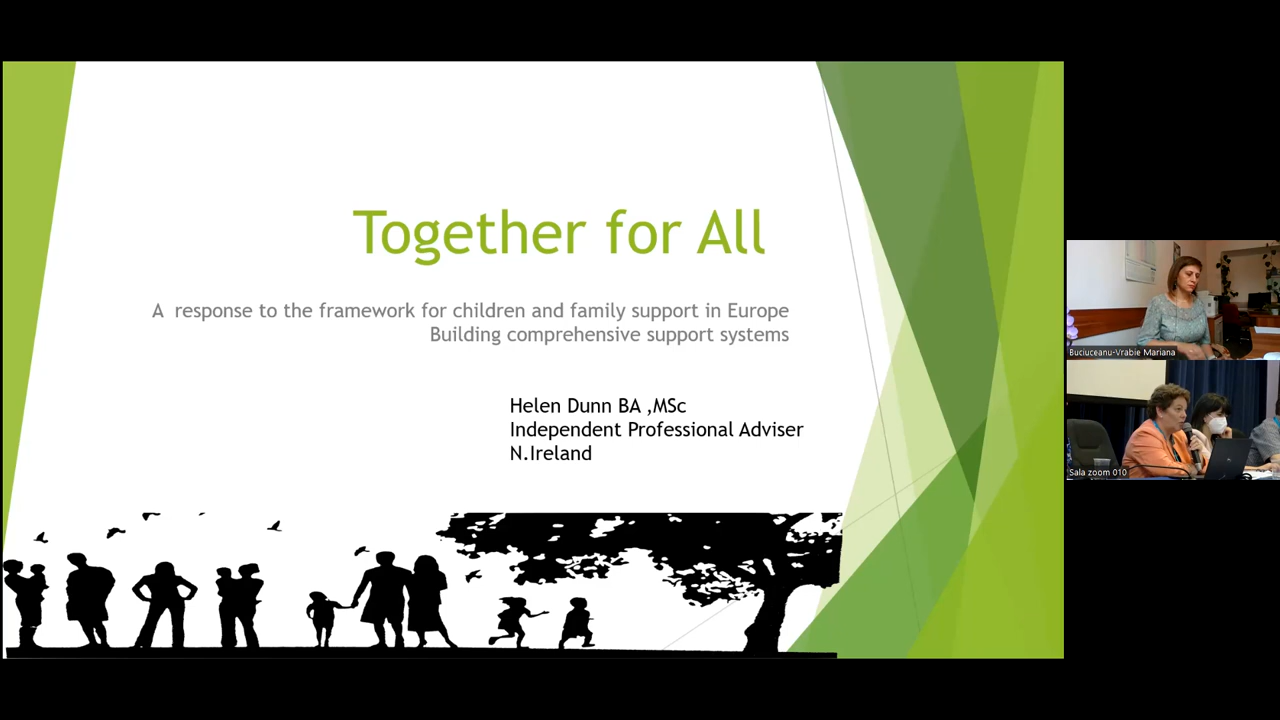 Together for All
A response to the framework for children and family support in Europe
Building comprehensive support systems
Helen Dunn BA ,MSc
Independent Professional Adviser
N.Ireland
Buciuceanu-Vrabie Mariana
Sala zoom 010